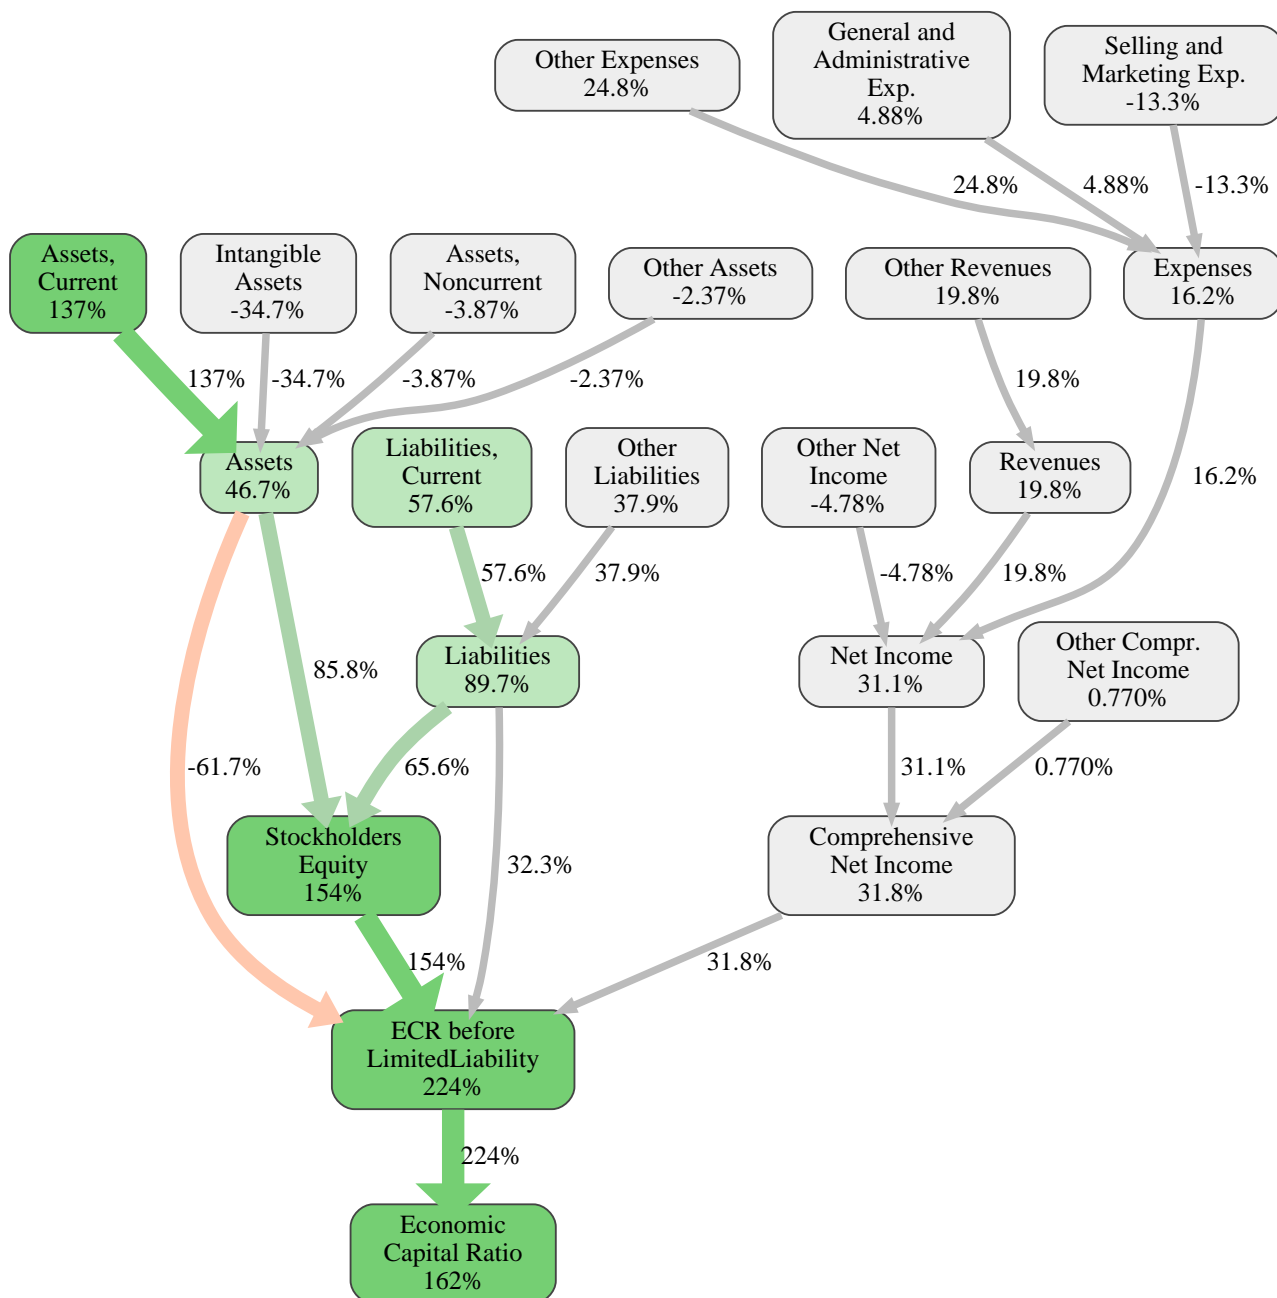 Other Expenses
24.8%
General and
Administrative
Exp.
4.88%
Selling and
Marketing Exp.
-13.3%
24.8%
4.88%
-13.3%
Assets,
Current
137%
Intangible
Assets
-34.7%
Assets,
Noncurrent
-3.87%
Other Assets
-2.37%
Other Revenues
19.8%
Expenses
16.2%
137%
-34.7%
-3.87%
-2.37%
19.8%
16.2%
Assets
46.7%
Liabilities,
Current
57.6%
Other
Liabilities
37.9%
Other Net
Income
-4.78%
Revenues
19.8%
57.6%
37.9%
-4.78%
19.8%
Liabilities
89.7%
Net Income
31.1%
Other Compr.
Net Income
0.770%
85.8%
-61.7%
65.6%
31.1%
0.770%
Stockholders
Equity
154%
32.3%
Comprehensive
Net Income
31.8%
154%
31.8%
ECR before
LimitedLiability
224%
224%
Economic
Capital Ratio
162%